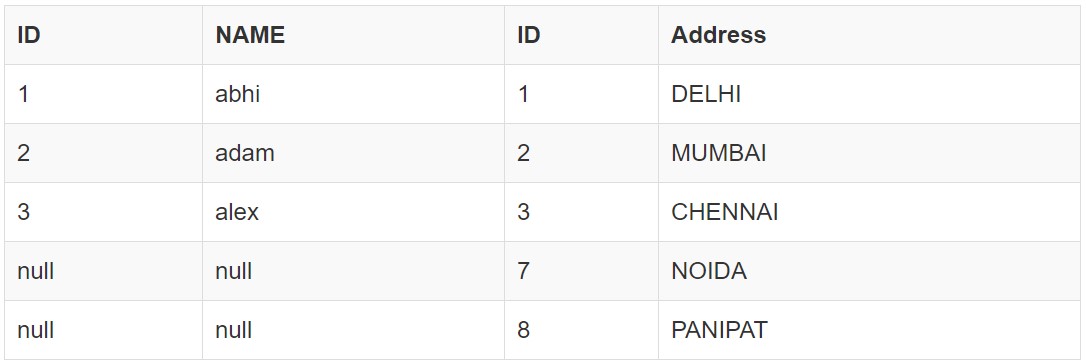 ID NAME ID Address
1 abhi 1 DELHI
2 adam 2 MUMBAI
3 alex 3 CHENNAI
null null 7 NOIDA
null null 8 PANIPAT